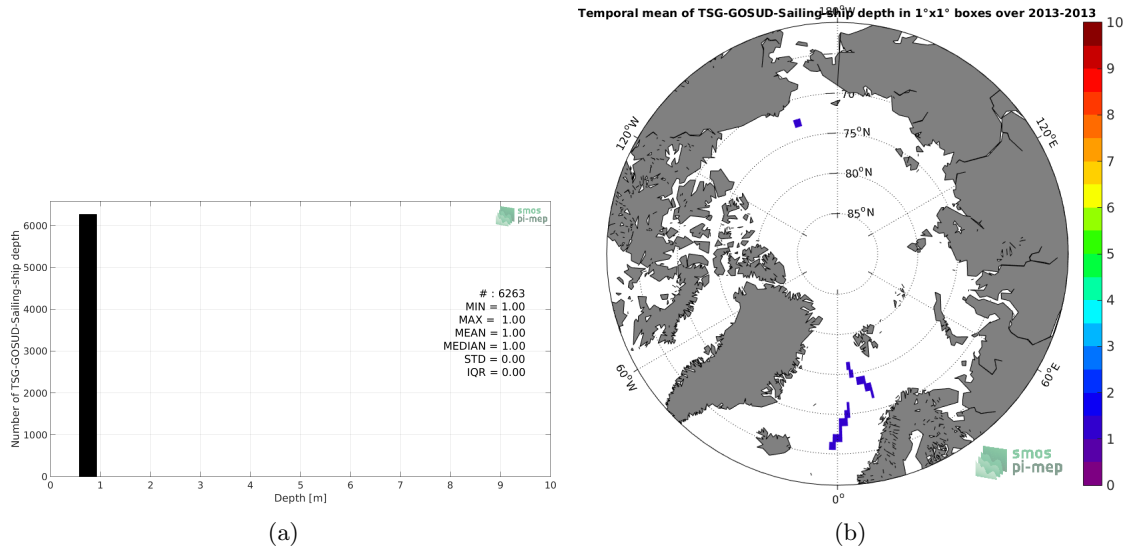 Temporal mean of TSG-GOSUD-Sailing-ship depth in 1°x1° boxes over 2013-2013
180°W
120°W
120°E
60°W
60°E
0°
70
75°N
80°N
85°N
10
9
8
7
6
5
4
3
2
1
0
smos
pi-mep
Number of TSG-GOSUD-Sailing-ship depth
6000
5000
4000
3000
2000
1000
0
# : 6263
MIN = 1.00
MAX = 1.00
MEAN = 1.00
MEDIAN = 1.00
STD = 0.00
IQR = 0.00
smos
pi-mep
0 1 2 3 4 5 6 7 8 9 10
Depth [m]
(a)
(b)